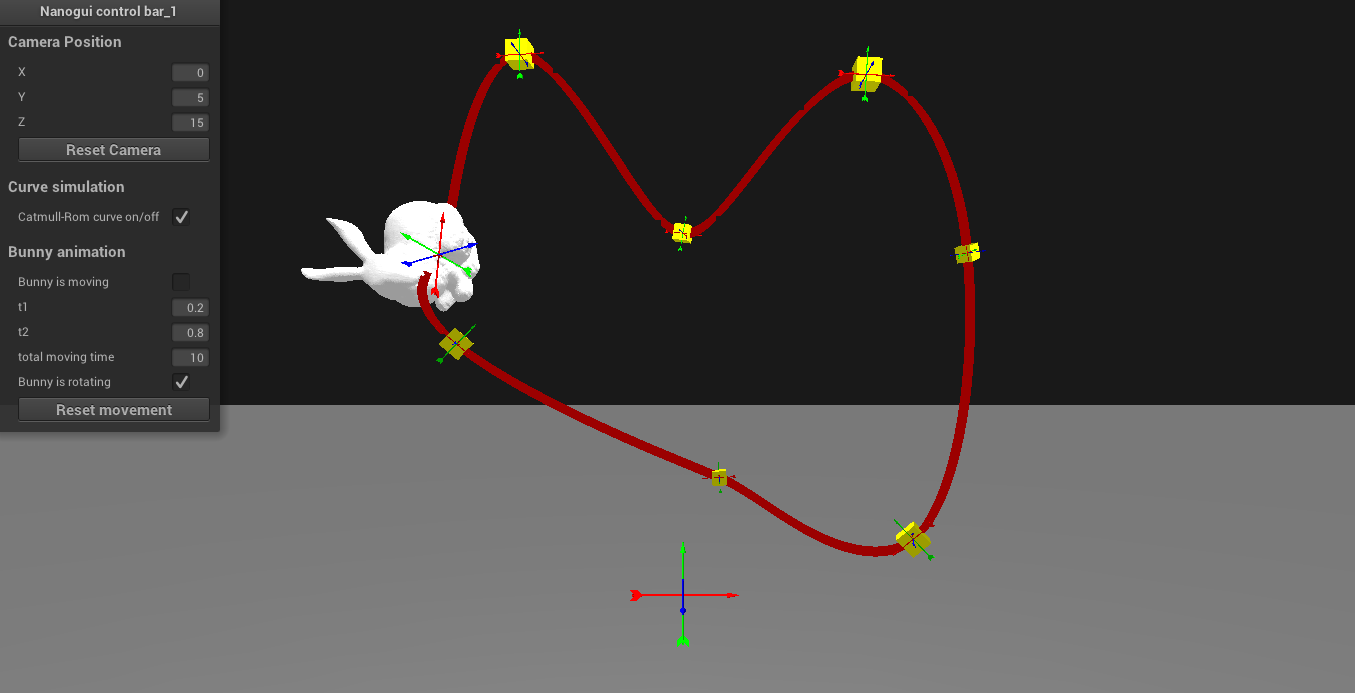 Nanogui control bar_1
Camera Position
X 0
Y 5
Z 15
Reset Camera
Curve simulation
Catmull-Rom curve on/off
Bunny animation
Bunny is moving
t1 0.2
t2 0.8
total moving time 10
Bunny is rotating
Reset movement